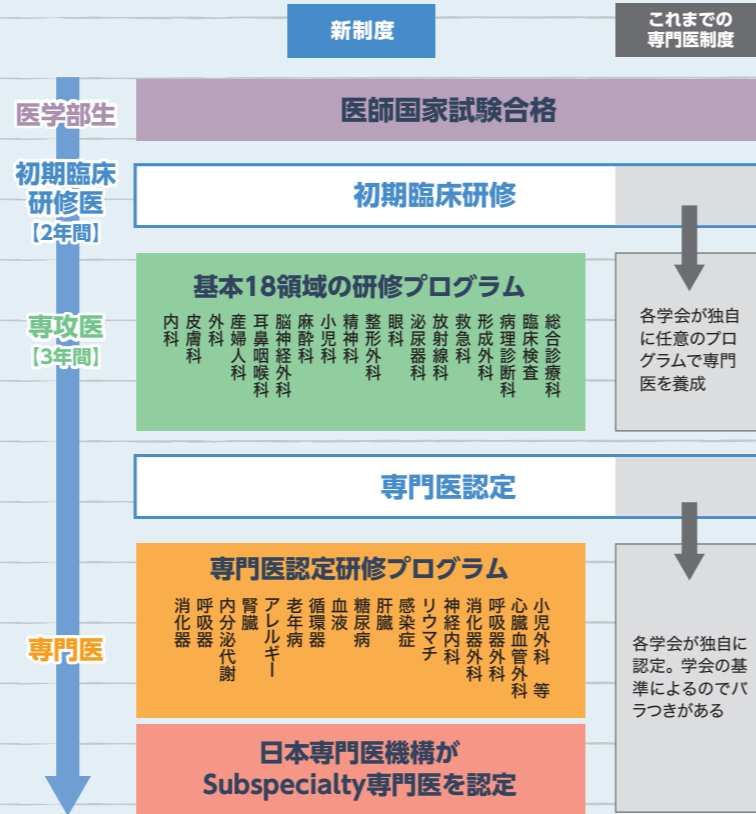 新制度
これまでの
専門医制度
医学部生
医師国家試験合格
初期臨床
研修医
【2年間】
初期臨床研修
専攻医
【3年間】
基本18領域の研修プログラム
内科
皮膚科
外科
産婦人科
耳鼻咽喉科
脳神経外科
麻酔科
小児科
精神科
整形外科
眼科
泌尿器科
放射線科
救急科
形成外科
病理診断科
臨床検査
総合診療科
各学会が独自
に任意のプロ
グラムで専門
医を養成
専門医認定
専門医
専門医認定研修プログラム
消化器
呼吸器
内分泌代謝
腎臓
アレルギー
老年病
循環器
血液
糖尿病
肝臓
感染症
リウマチ
神経内科
消化器外科
呼吸器外科
心臓血管外科
小児外科 等
各学会が独自に
認定。学会の基
準によるのでバ
ラつきがある
日本専門医機構が
Subspecialty専門医を認定